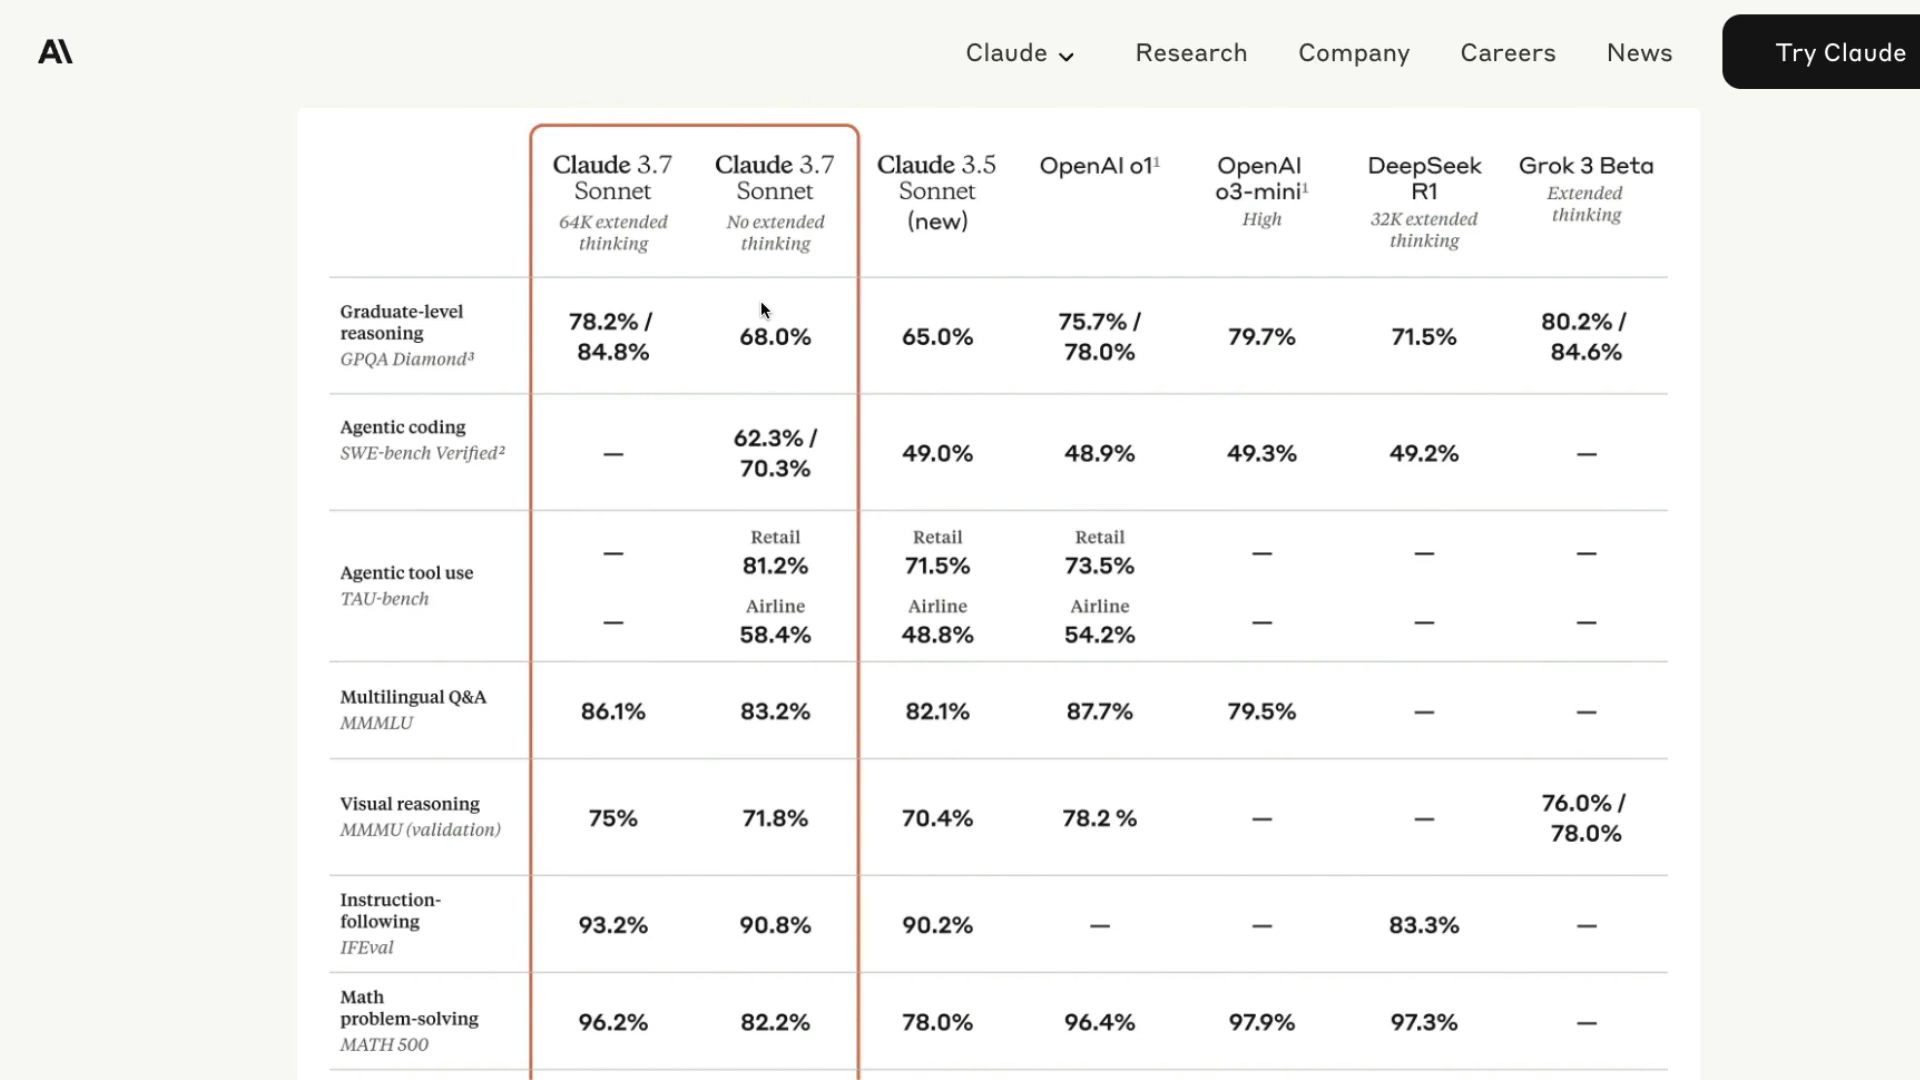 A\
Claude
Research
Company
Careers
News
Try Claude
Claude 3.7
Sonnet
64K extended
thinking
Claude 3.7
Sonnet
No extended
thinking
Claude 3.5
Sonnet
(new)
OpenAI o1¹
OpenAI
o3-mini¹
High
DeepSeek
R1
32K extended
thinking
Grok 3 Beta
Extended
thinking
Graduate-level
reasoning
GPQA Diamond³
78.2% /
84.8%
68.0%
65.0%
75.7% /
78.0%
79.7%
71.5%
80.2% /
84.6%
Agentic coding
SWE-bench Verified²
—
62.3% /
70.3%
49.0%
48.9%
49.3%
49.2%
—
Agentic tool use
TAU-bench
—
Retail
81.2%
Retail
71.5%
Retail
73.5%
—
—
—
—
Airline
58.4%
Airline
48.8%
Airline
54.2%
—
—
—
Multilingual Q&A
MMMLU
86.1%
83.2%
82.1%
87.7%
79.5%
—
—
Visual reasoning
MMMU (validation)
75%
71.8%
70.4%
78.2 %
—
—
76.0% /
78.0%
Instruction-
following
IFEval
93.2%
90.8%
90.2%
—
—
83.3%
—
Math
problem-solving
MATH 500
96.2%
82.2%
78.0%
96.4%
97.9%
97.3%
—